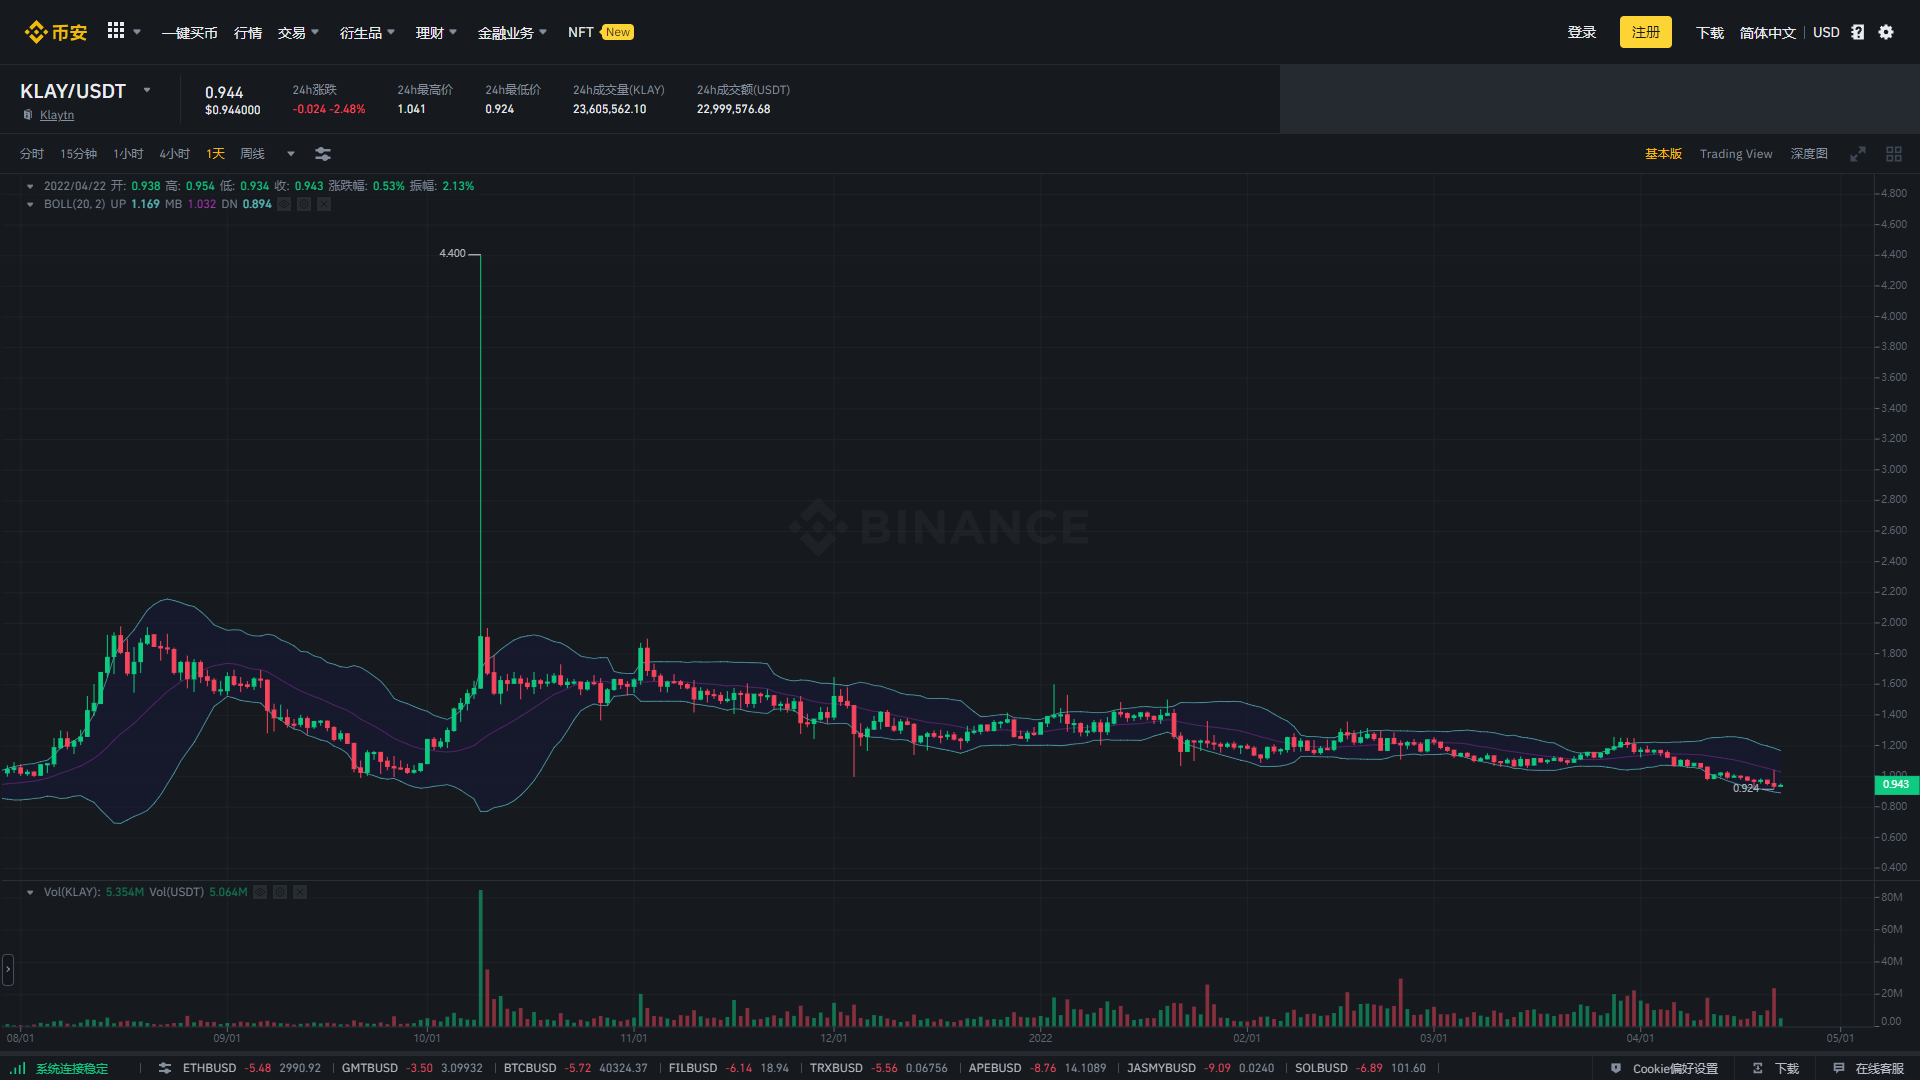 币安 一键买币 行情 交易 衍生品 理财 金融业务 NFT New 登录 注册 下载 简体中文 USD
KLAY/USDT
Klaytn
0.944
$0.944000
24h涨跌
-0.024 -2.48%
24h最高价
1.041
24h最低价
0.924
24h成交量(KLAY)
23,605,562.10
24h成交额(USDT)
22,999,576.68
分时 15分钟 1小时 4小时 1天 周线 基本版 Trading View 深度图
2022/04/22 开: 0.938 高: 0.954 低: 0.934 收: 0.943 涨跌幅: 0.53% 振幅: 2.13%
BOLL(20, 2) UP 1.169 MB 1.032 DN 0.894
4.400
BINANCE
0.924
4.800
4.600
4.400
4.200
4.000
3.800
3.600
3.400
3.200
3.000
2.800
2.600
2.400
2.200
2.000
1.800
1.600
1.400
1.200
1.000
0.943
0.800
0.600
0.400
Vol(KLAY): 5.354M Vol(USDT) 5.064M
80M
60M
40M
20M
0.00
08/01 09/01 10/01 11/01 12/01 2022 02/01 03/01 04/01 05/01
系统连接稳定 ETHBUSD -5.48 2990.92 GMTBUSD -3.50 3.09932 BTCBUSD -5.72 40324.37 FILBUSD -6.14 18.94 TRXBUSD -5.56 0.06756 APEBUSD -8.76 14.1089 JASMYBUSD -9.09 0.0240 SOLBUSD -6.89 101.60 Cookie偏好设置 下载 在线客服